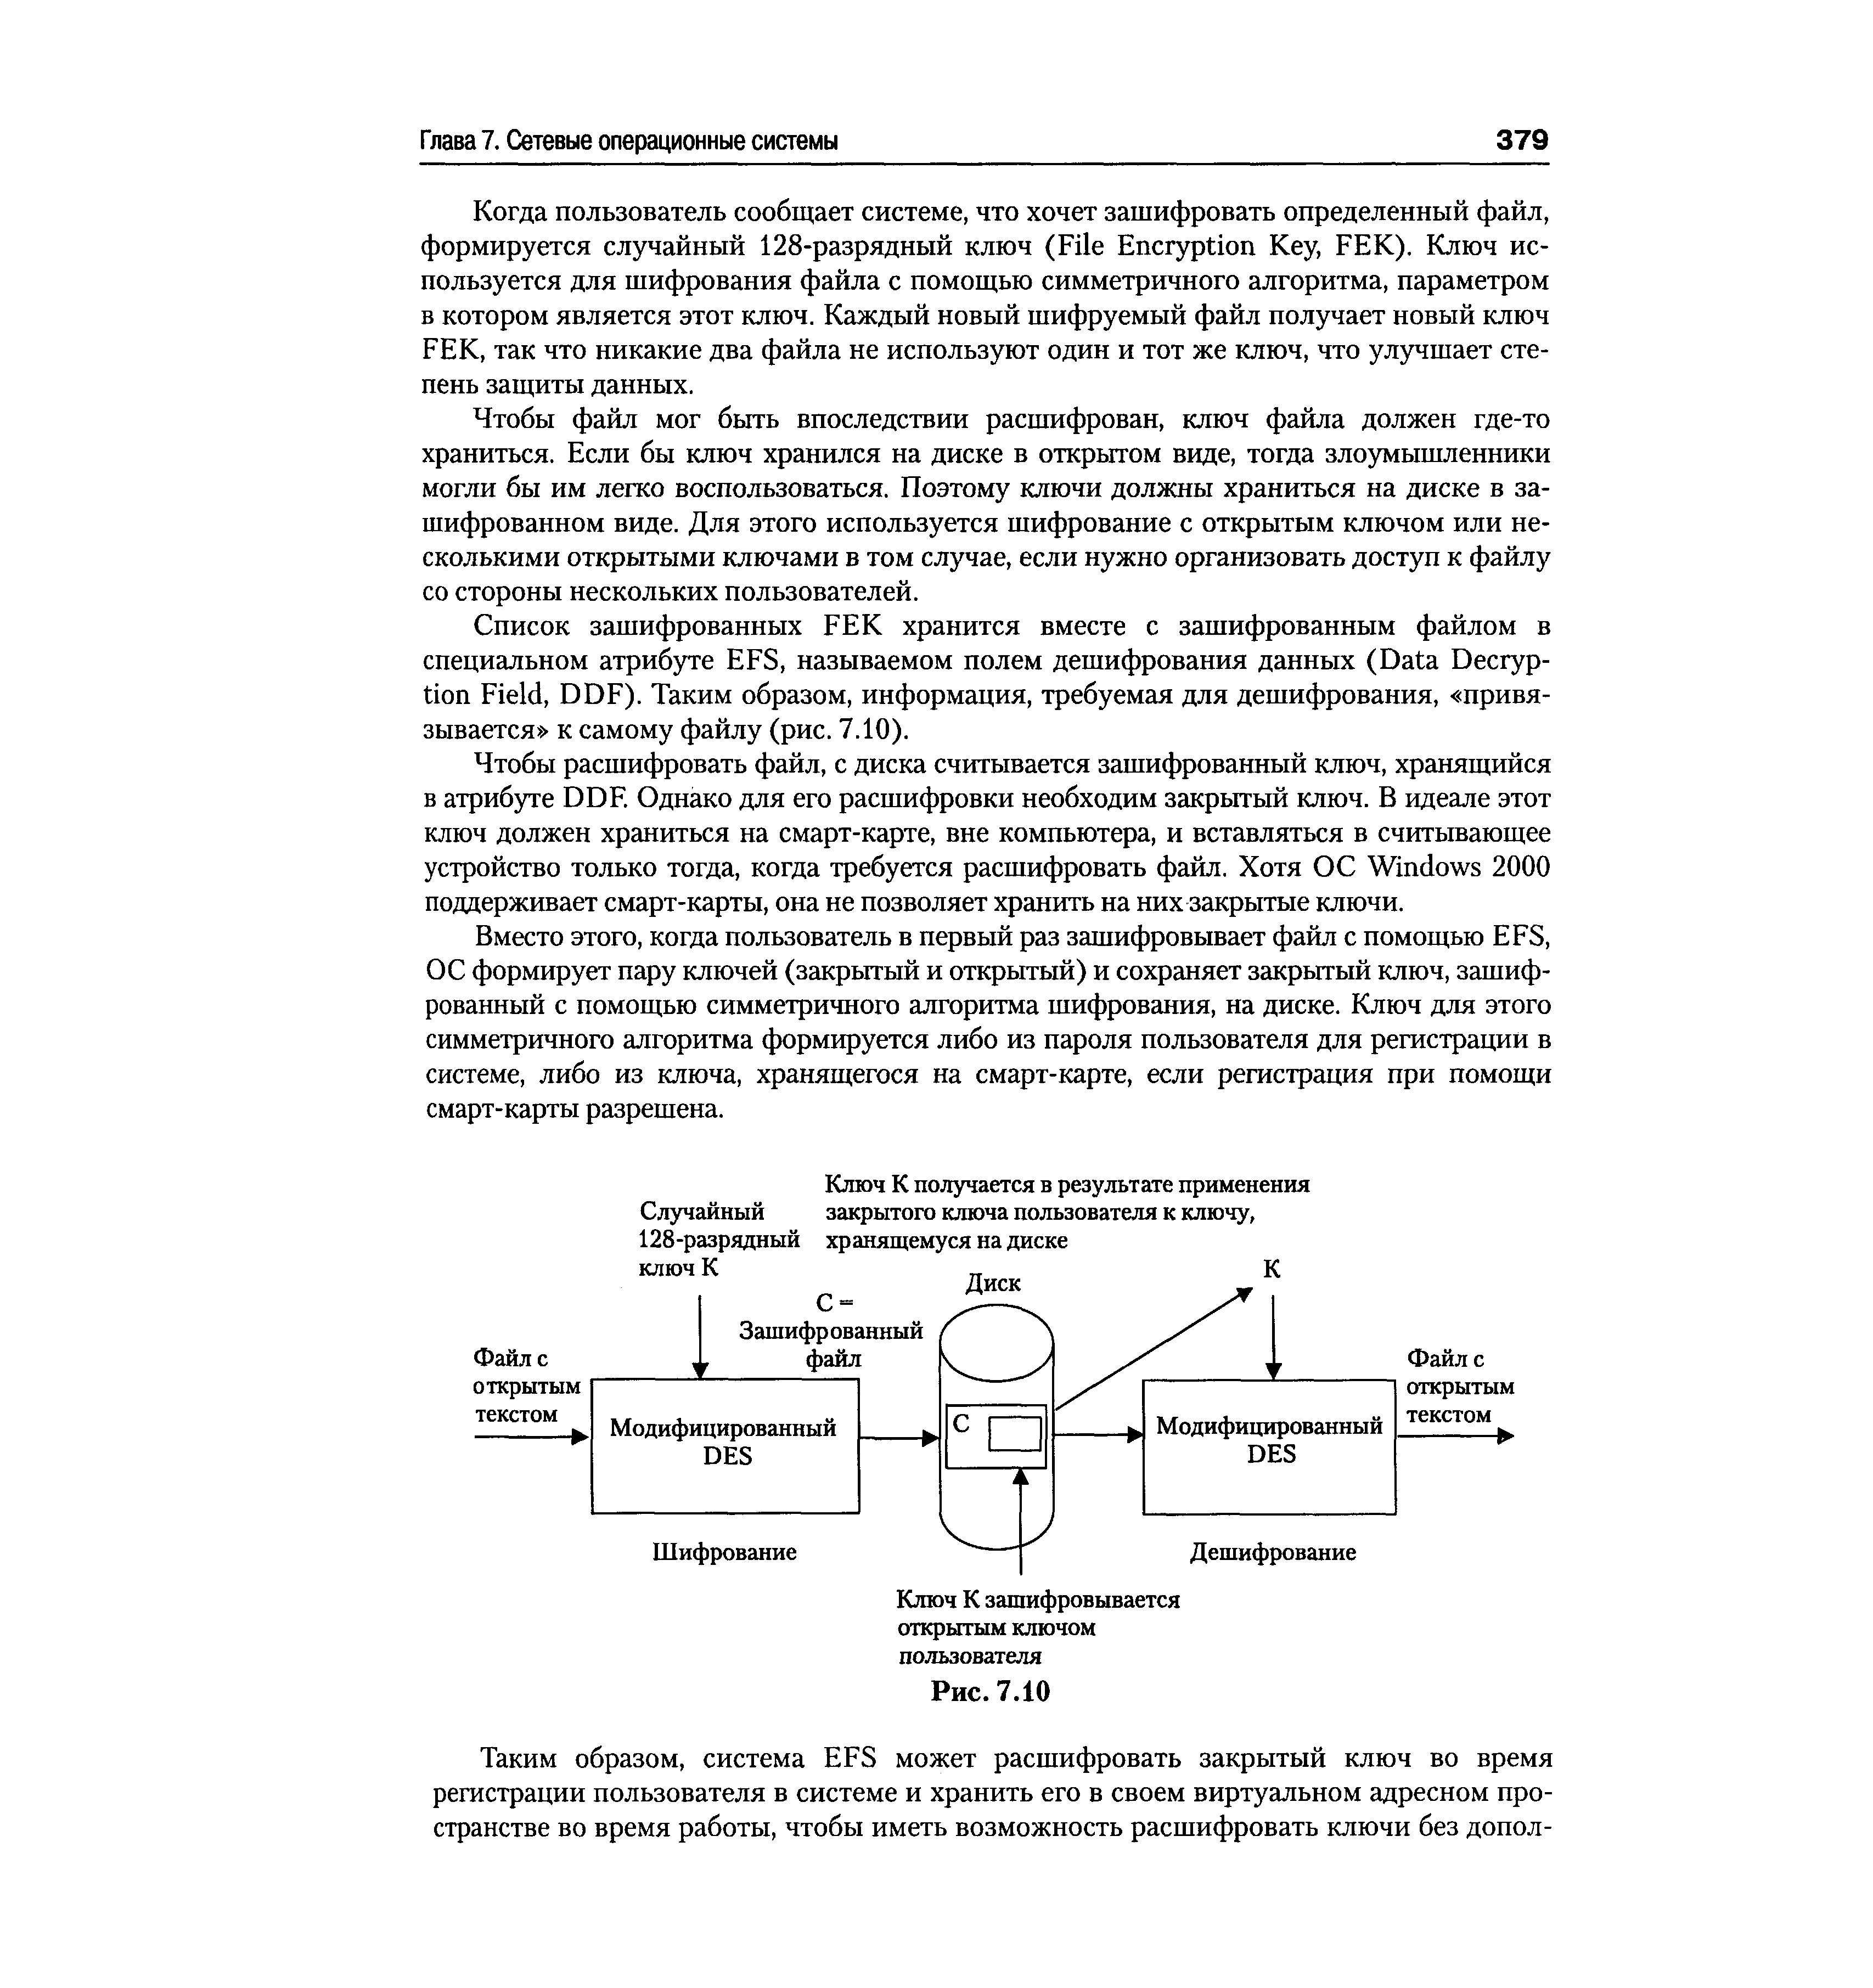 Глава 7. Сетевые операционные системы 379
Когда пользователь сообщает системе, что хочет зашифровать определенный файл,
формируется случайный 128-разрядный ключ (File Encryption Key, FEK). Ключ ис-
пользуется для шифрования файла с помощью симметричного алгоритма, параметром
в котором является этот ключ. Каждый новый шифруемый файл получает новый ключ
FEK, так что никакие два файла не используют один и тот же ключ, что улучшает сте-
пень защиты данных.
Чтобы файл мог быть впоследствии расшифрован, ключ файла должен где-то
храниться. Если бы ключ хранился на диске в открытом виде, тогда злоумышленники
могли бы им легко воспользоваться. Поэтому ключи должны храниться на диске в за-
шифрованном виде. Для этого используется шифрование с открытым ключом или не-
сколькими открытыми ключами в том случае, если нужно организовать доступ к файлу
со стороны нескольких пользователей.
Список зашифрованных FEK хранится вместе с зашифрованным файлом в
специальном атрибуте EFS, называемом полем дешифрования данных (Data Decryp-
tion Field, DDF). Таким образом, информация, требуемая для дешифрования, «привя-
зывается» к самому файлу (рис. 7.10).
Чтобы расшифровать файл, с диска считывается зашифрованный ключ, хранящийся
в атрибуте DDF. Однако для его расшифровки необходим закрытый ключ. В идеале этот
ключ должен храниться на смарт-карте, вне компьютера, и вставляться в считывающее
устройство только тогда, когда требуется расшифровать файл. Хотя ОС Windows 2000
поддерживает смарт-карты, она не позволяет хранить на них закрытые ключи.
Вместо этого, когда пользователь в первый раз зашифровывает файл с помощью EFS,
ОС формирует пару ключей (закрытый и открытый) и сохраняет закрытый ключ, зашиф-
рованный с помощью симметричного алгоритма шифрования, на диске. Ключ для этого
симметричного алгоритма формируется либо из пароля пользователя для регистрации в
системе, либо из ключа, хранящегося на смарт-карте, если регистрация при помощи
смарт-карты разрешена.
Случайный
128-разрядный
ключ К
Ключ К получается в результате применения
закрытого ключа пользователя к ключу,
хранящемуся на диске
С =
Зашифрованный
файл
Диск
К
Файл с
открытым
текстом
Модифицированный
DES
С
Модифицированный
DES
Файл с
открытым
текстом
Шифрование
Дешифрование
Ключ К зашифровывается
открытым ключом
пользователя
Рис. 7.10
Таким образом, система EFS может расшифровать закрытый ключ во время
регистрации пользователя в системе и хранить его в своем виртуальном адресном про-
странстве во время работы, чтобы иметь возможность расшифровать ключи без допол-